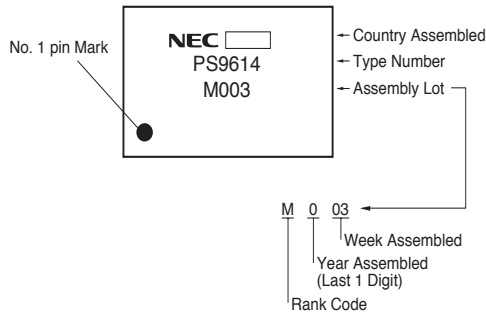 No. 1 pin Mark
NEC
PS9614
M003
Country Assembled
Type Number
Assembly Lot
M 0 03
Week Assembled
Year Assembled
(Last 1 Digit)
Rank Code